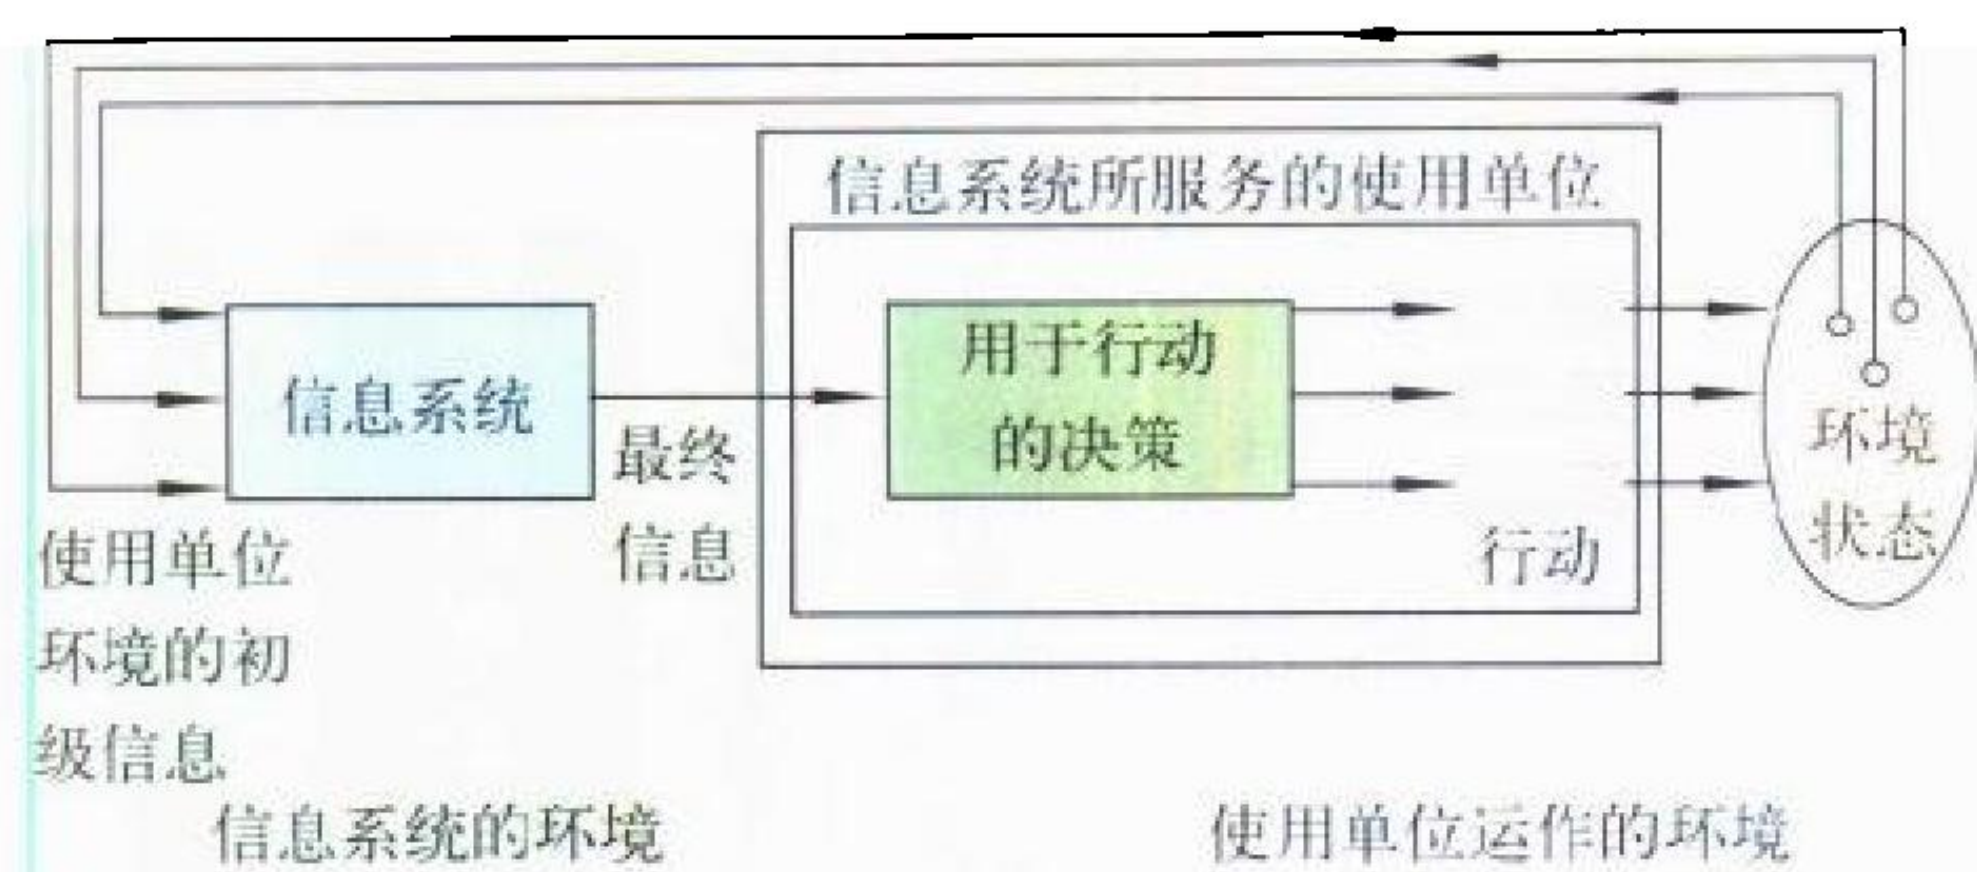 信息系统所服务的使用单位
信息系统
最终
信息
用于行动
的决策
行动
环境
状态
使用单位
环境的初
级信息
信息系统的环境
使用单位运作的环境